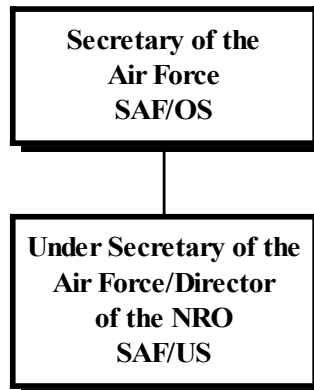 Secretary of the
Air Force
SAF/OS
Under Secretary of the
Air Force/Director
of the NRO
SAF/US